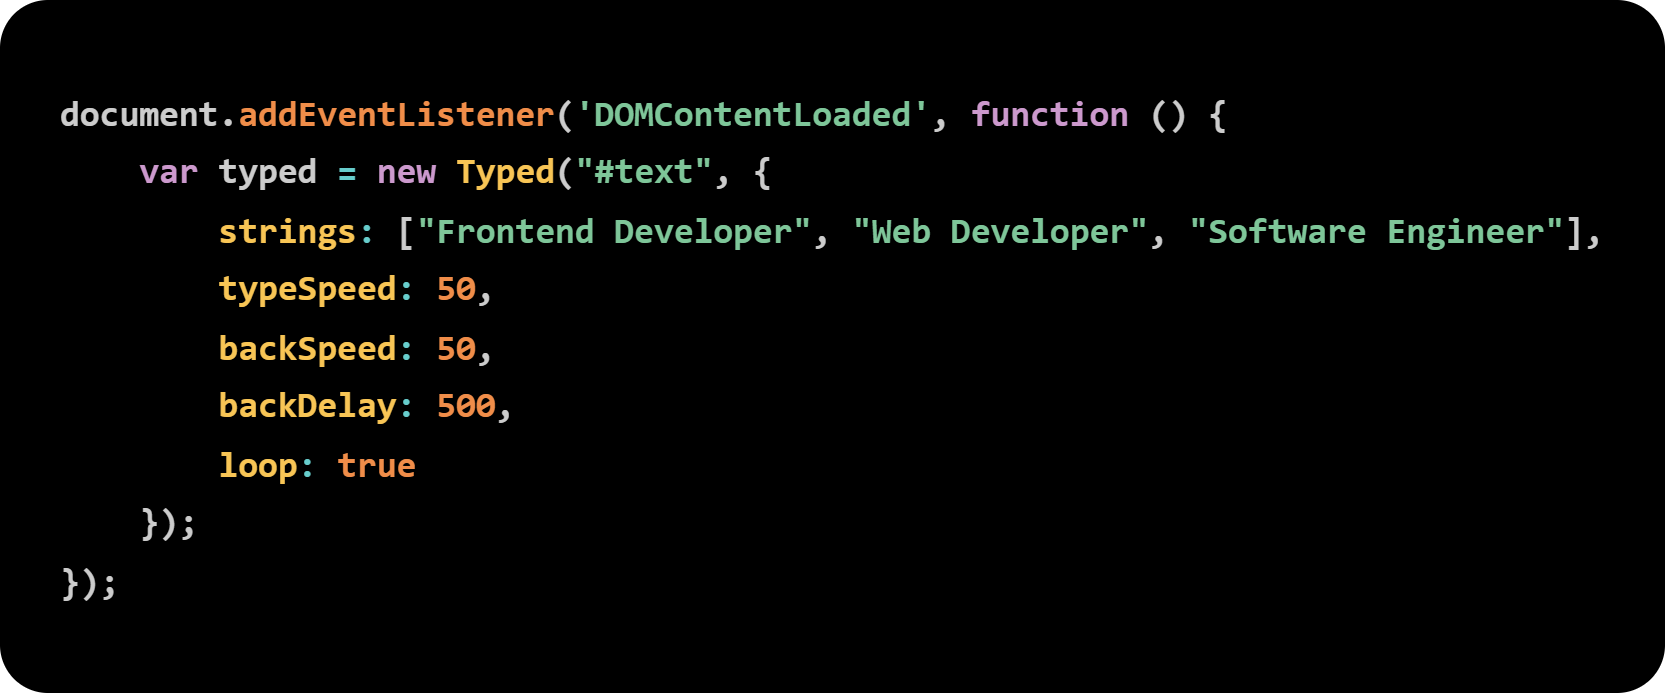 document.addEventListener('DOMContentLoaded', function () {
    var typed = new Typed("#text", {
        strings: ["Frontend Developer", "Web Developer", "Software Engineer"],
        typeSpeed: 50,
        backSpeed: 50,
        backDelay: 500,
        loop: true
    });
});